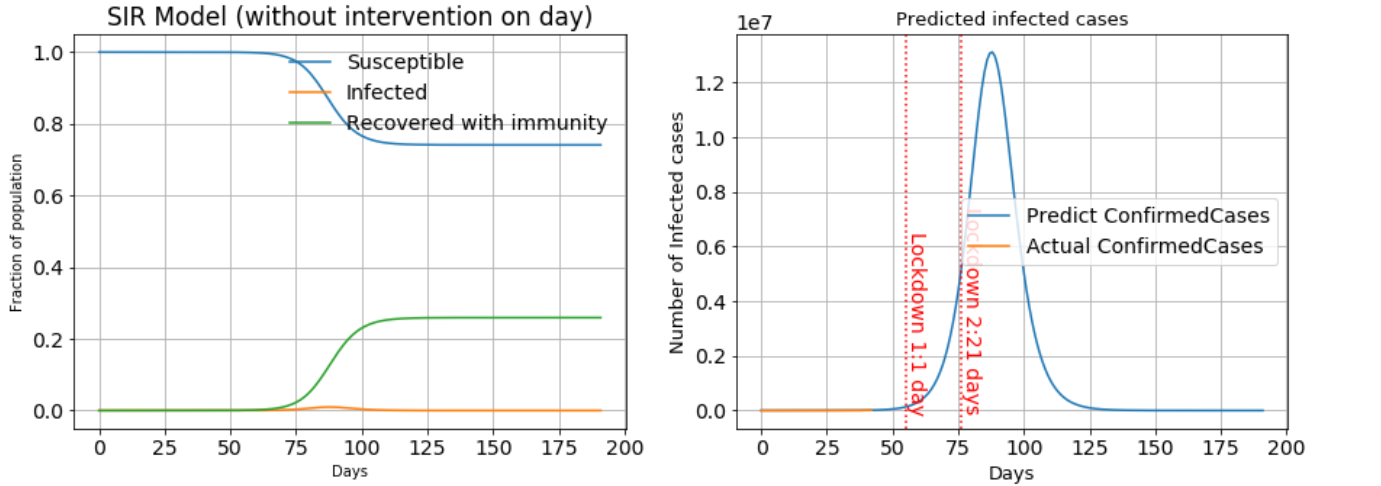 SIR Model (without intervention on day)
Fraction of population
1.0
0.8
0.6
0.4
0.2
0.0
Susceptible
Infected
Recovered with immunity
0 25 50 75 100 125 150 175 200
Days
Predicted infected cases
1e7
Number of Infected cases
1.2
1.0
0.8
0.6
0.4
0.2
0.0
Lockdown 1:1 day
Lockdown 2:21 days
Predict ConfirmedCases
Actual ConfirmedCases
0 25 50 75 100 125 150 175 200
Days